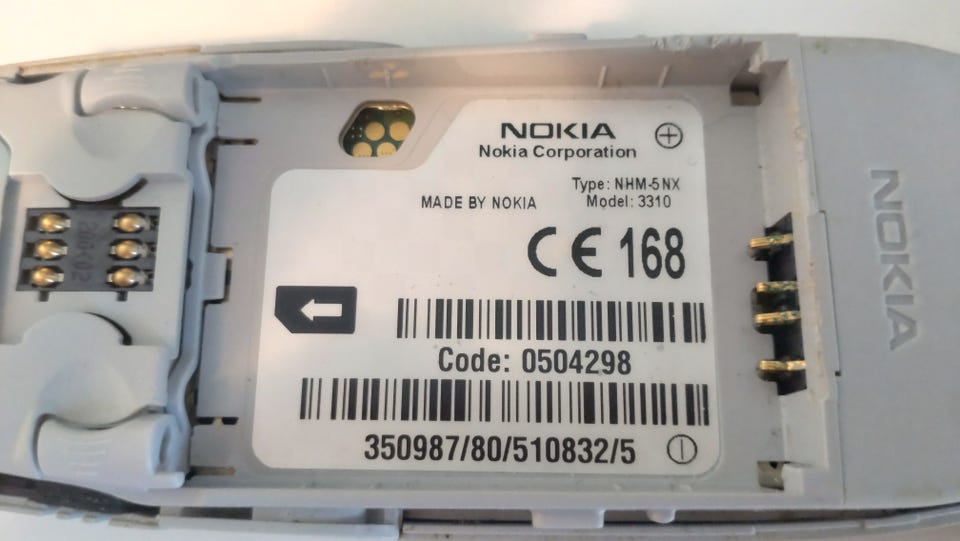 NOKIA
Nokia Corporation
Type: NHM-5NX
MADE BY NOKIA Model: 3310
CE 168
Code: 0504298
350987/80/510832/5
NOKIA